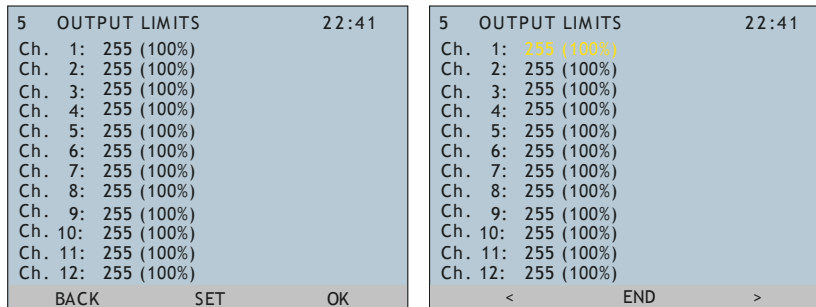 5 OUTPUT LIMITS 22:41
Ch. 1: 255 (100%)
Ch. 2: 255 (100%)
Ch. 3: 255 (100%)
Ch. 4: 255 (100%)
Ch. 5: 255 (100%)
Ch. 6: 255 (100%)
Ch. 7: 255 (100%)
Ch. 8: 255 (100%)
Ch. 9: 255 (100%)
Ch. 10: 255 (100%)
Ch. 11: 255 (100%)
Ch. 12: 255 (100%)
BACK SET OK
5 OUTPUT LIMITS 22:41
Ch. 1: 255 (100%)
Ch. 2: 255 (100%)
Ch. 3: 255 (100%)
Ch. 4: 255 (100%)
Ch. 5: 255 (100%)
Ch. 6: 255 (100%)
Ch. 7: 255 (100%)
Ch. 8: 255 (100%)
Ch. 9: 255 (100%)
Ch. 10: 255 (100%)
Ch. 11: 255 (100%)
Ch. 12: 255 (100%)
< END >